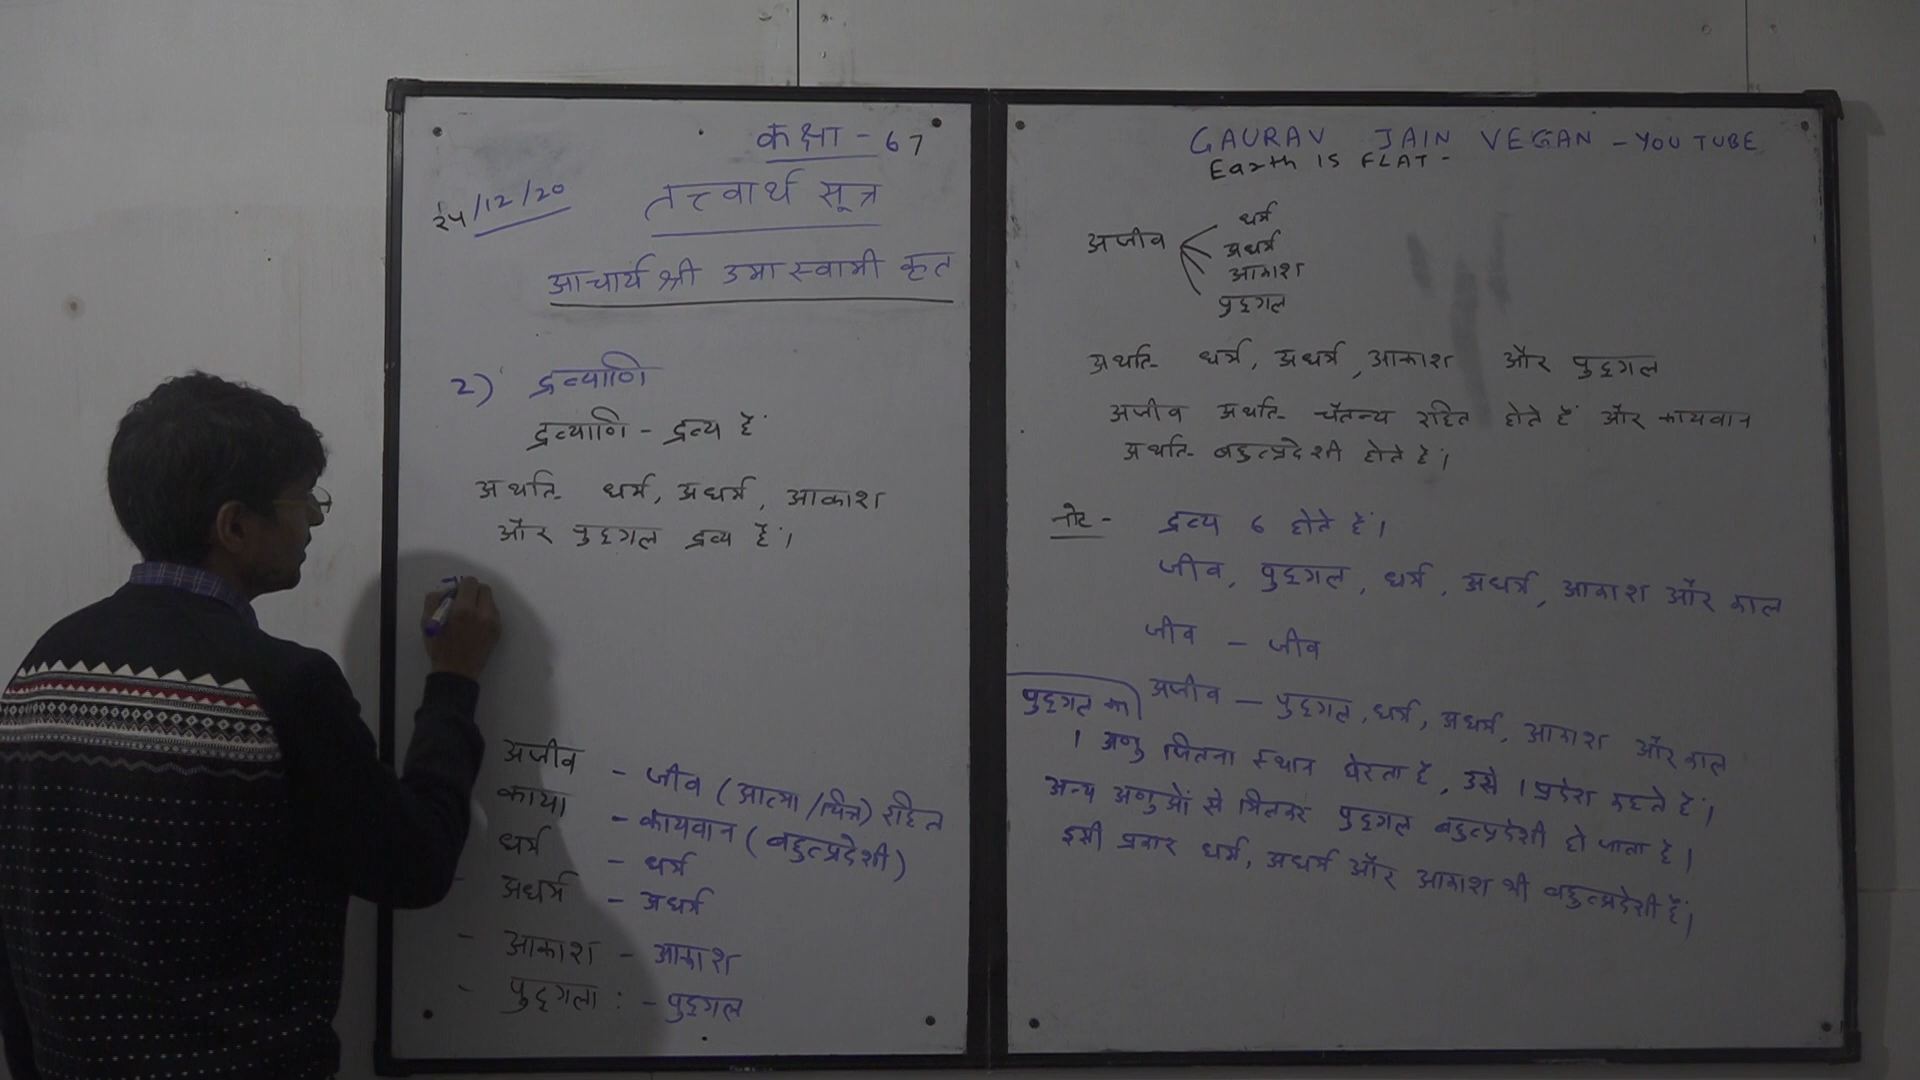 कक्षा - 67
25/12/20
तत्त्वार्थ सूत्र
आचार्य श्री उमास्वामी कृत
2) द्रव्याणि
द्रव्याणि - द्रव्य हैं
अर्थात- धर्म, अधर्म, आकाश
और पुद्गल द्रव्य हैं।
अजीव - जीव (आत्मा/चित्त) रहित
काया - कायवान (बहुत्प्रदेशी)
धर्म - धर्म
अधर्म - अधर्म
- आकाश - आकाश
- पुद्गला: - पुद्गल
GAURAV JAIN VEGAN - YOUTUBE
Earth IS FLAT -
अजीव
धर्म
अधर्म
आकाश
पुद्गल
अर्थात- धर्म, अधर्म, आकाश और पुद्गल
अजीव अर्थात- चैतन्य रहित होते हैं और कायवान
अर्थात- बहुत्प्रदेशी होते हैं।
नोट - द्रव्य 6 होते हैं।
जीव, पुद्गल, धर्म, अधर्म, आकाश और काल
जीव - जीव
अजीव - पुद्गल, धर्म, अधर्म, आकाश और काल
पुद्गल का
1 अणु जितना स्थान घेरता है, उसे 1 प्रदेश कहते हैं।
अन्य अणुओं से मिलकर पुद्गल बहुत्प्रदेशी हो जाता है।
इसी प्रकार धर्म, अधर्म और आकाश भी बहुत्प्रदेशी हैं।